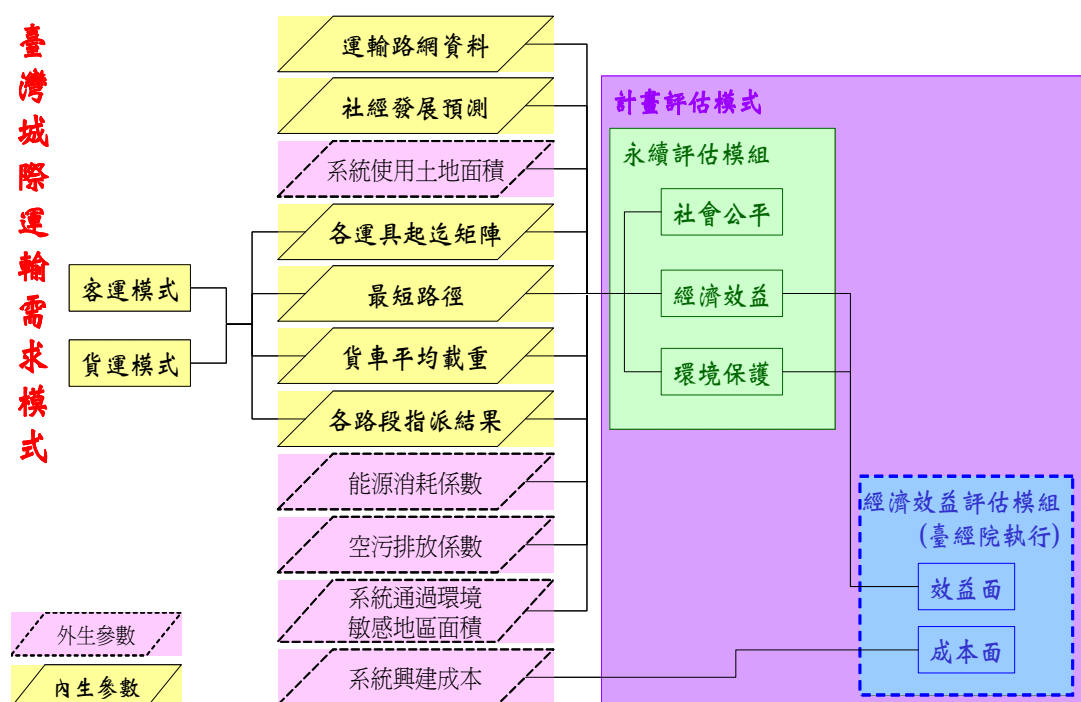 臺灣城際運輸需求模式
客運模式
貨運模式
運輸路網資料
社經發展預測
系統使用土地面積
各運具起迄矩陣
最短路徑
貨車平均載重
各路段指派結果
能源消耗係數
空污排放係數
系統通過環境
敏感地區面積
系統興建成本
外生參數
內生參數
計畫評估模式
永續評估模組
社會公平
經濟效益
環境保護
經濟效益評估模組
(臺經院執行)
效益面
成本面